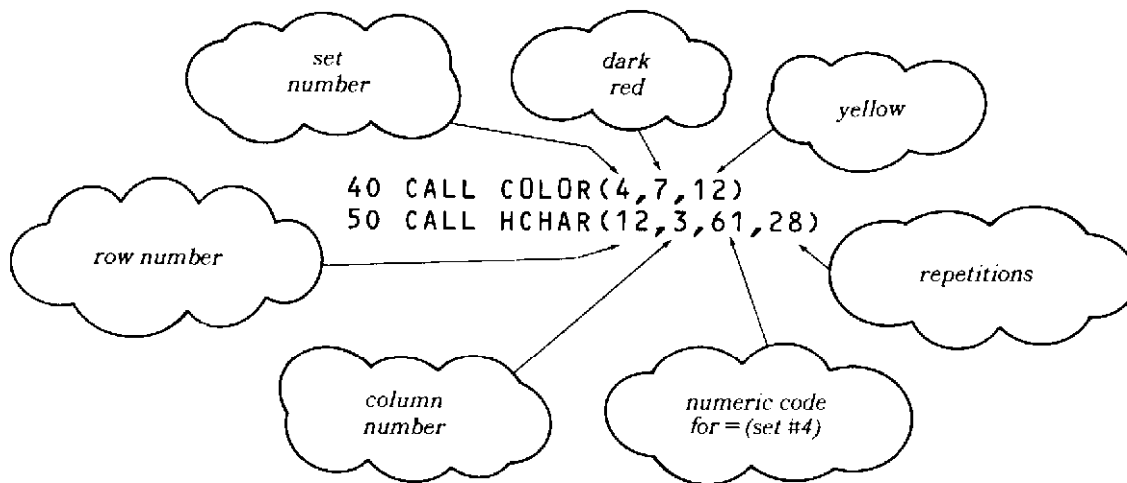 set
number
dark
red
yellow
40 CALL COLOR(4,7,12)
50 CALL HCHAR(12,3,61,28)
row number
repetitions
column
number
numeric code
for = (set #4)